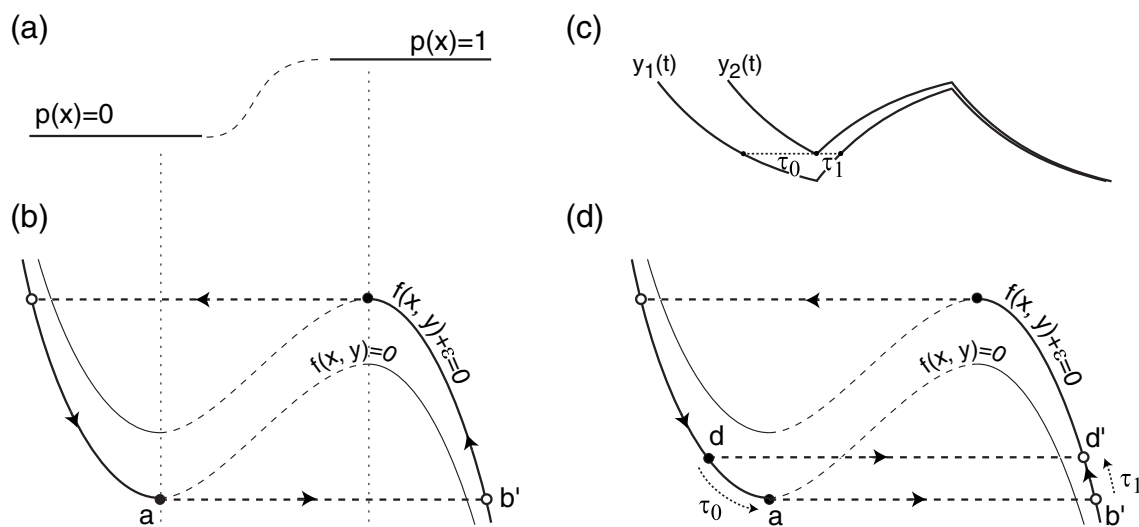 (a)
p(x)=1
p(x)=0
(c)
y₁(t)
y₂(t)
τ₀
τ₁
(b)
f(x, y)+ε=0
f(x, y)=0
a
b'
(d)
f(x, y)+ε=0
f(x, y)=0
d
d'
τ₀
τ₁
a
b'